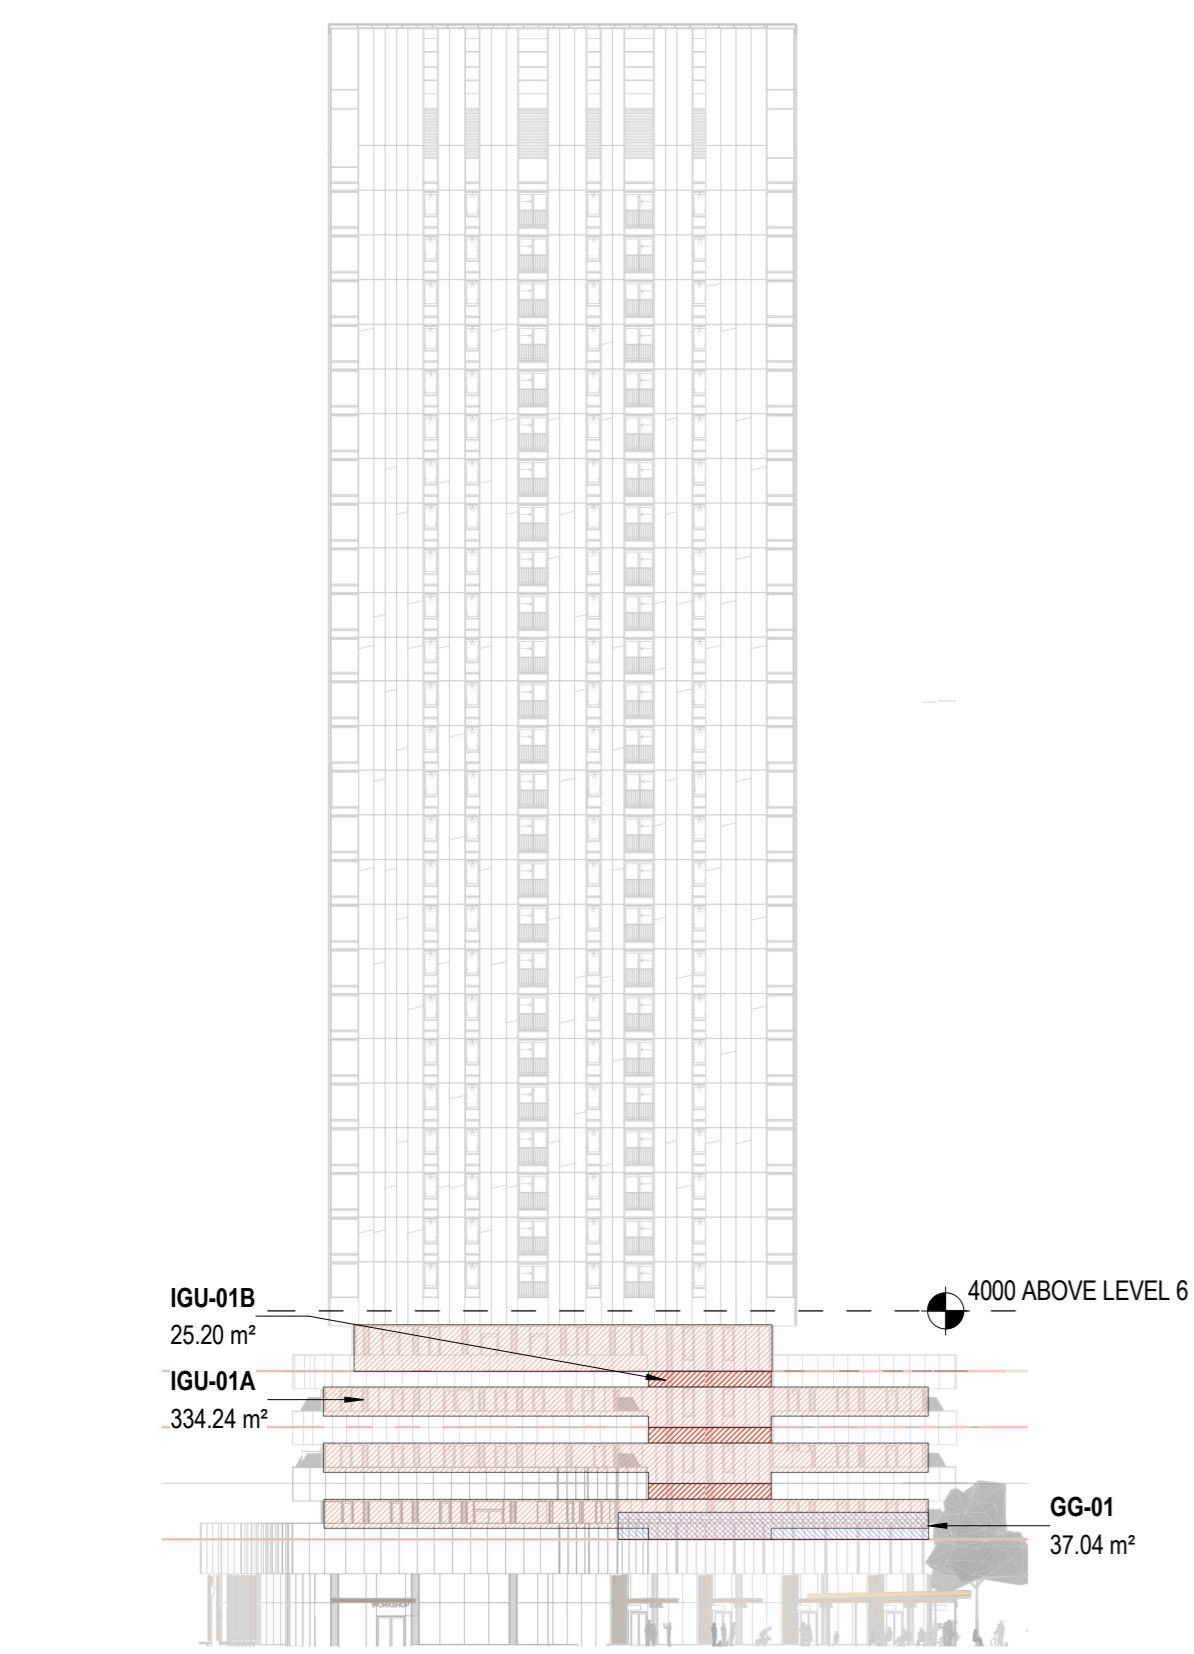 IGU-01B
25.20 m²
4000 ABOVE LEVEL 6
IGU-01A
334.24 m²
GG-01
37.04 m²
WORKSHOP